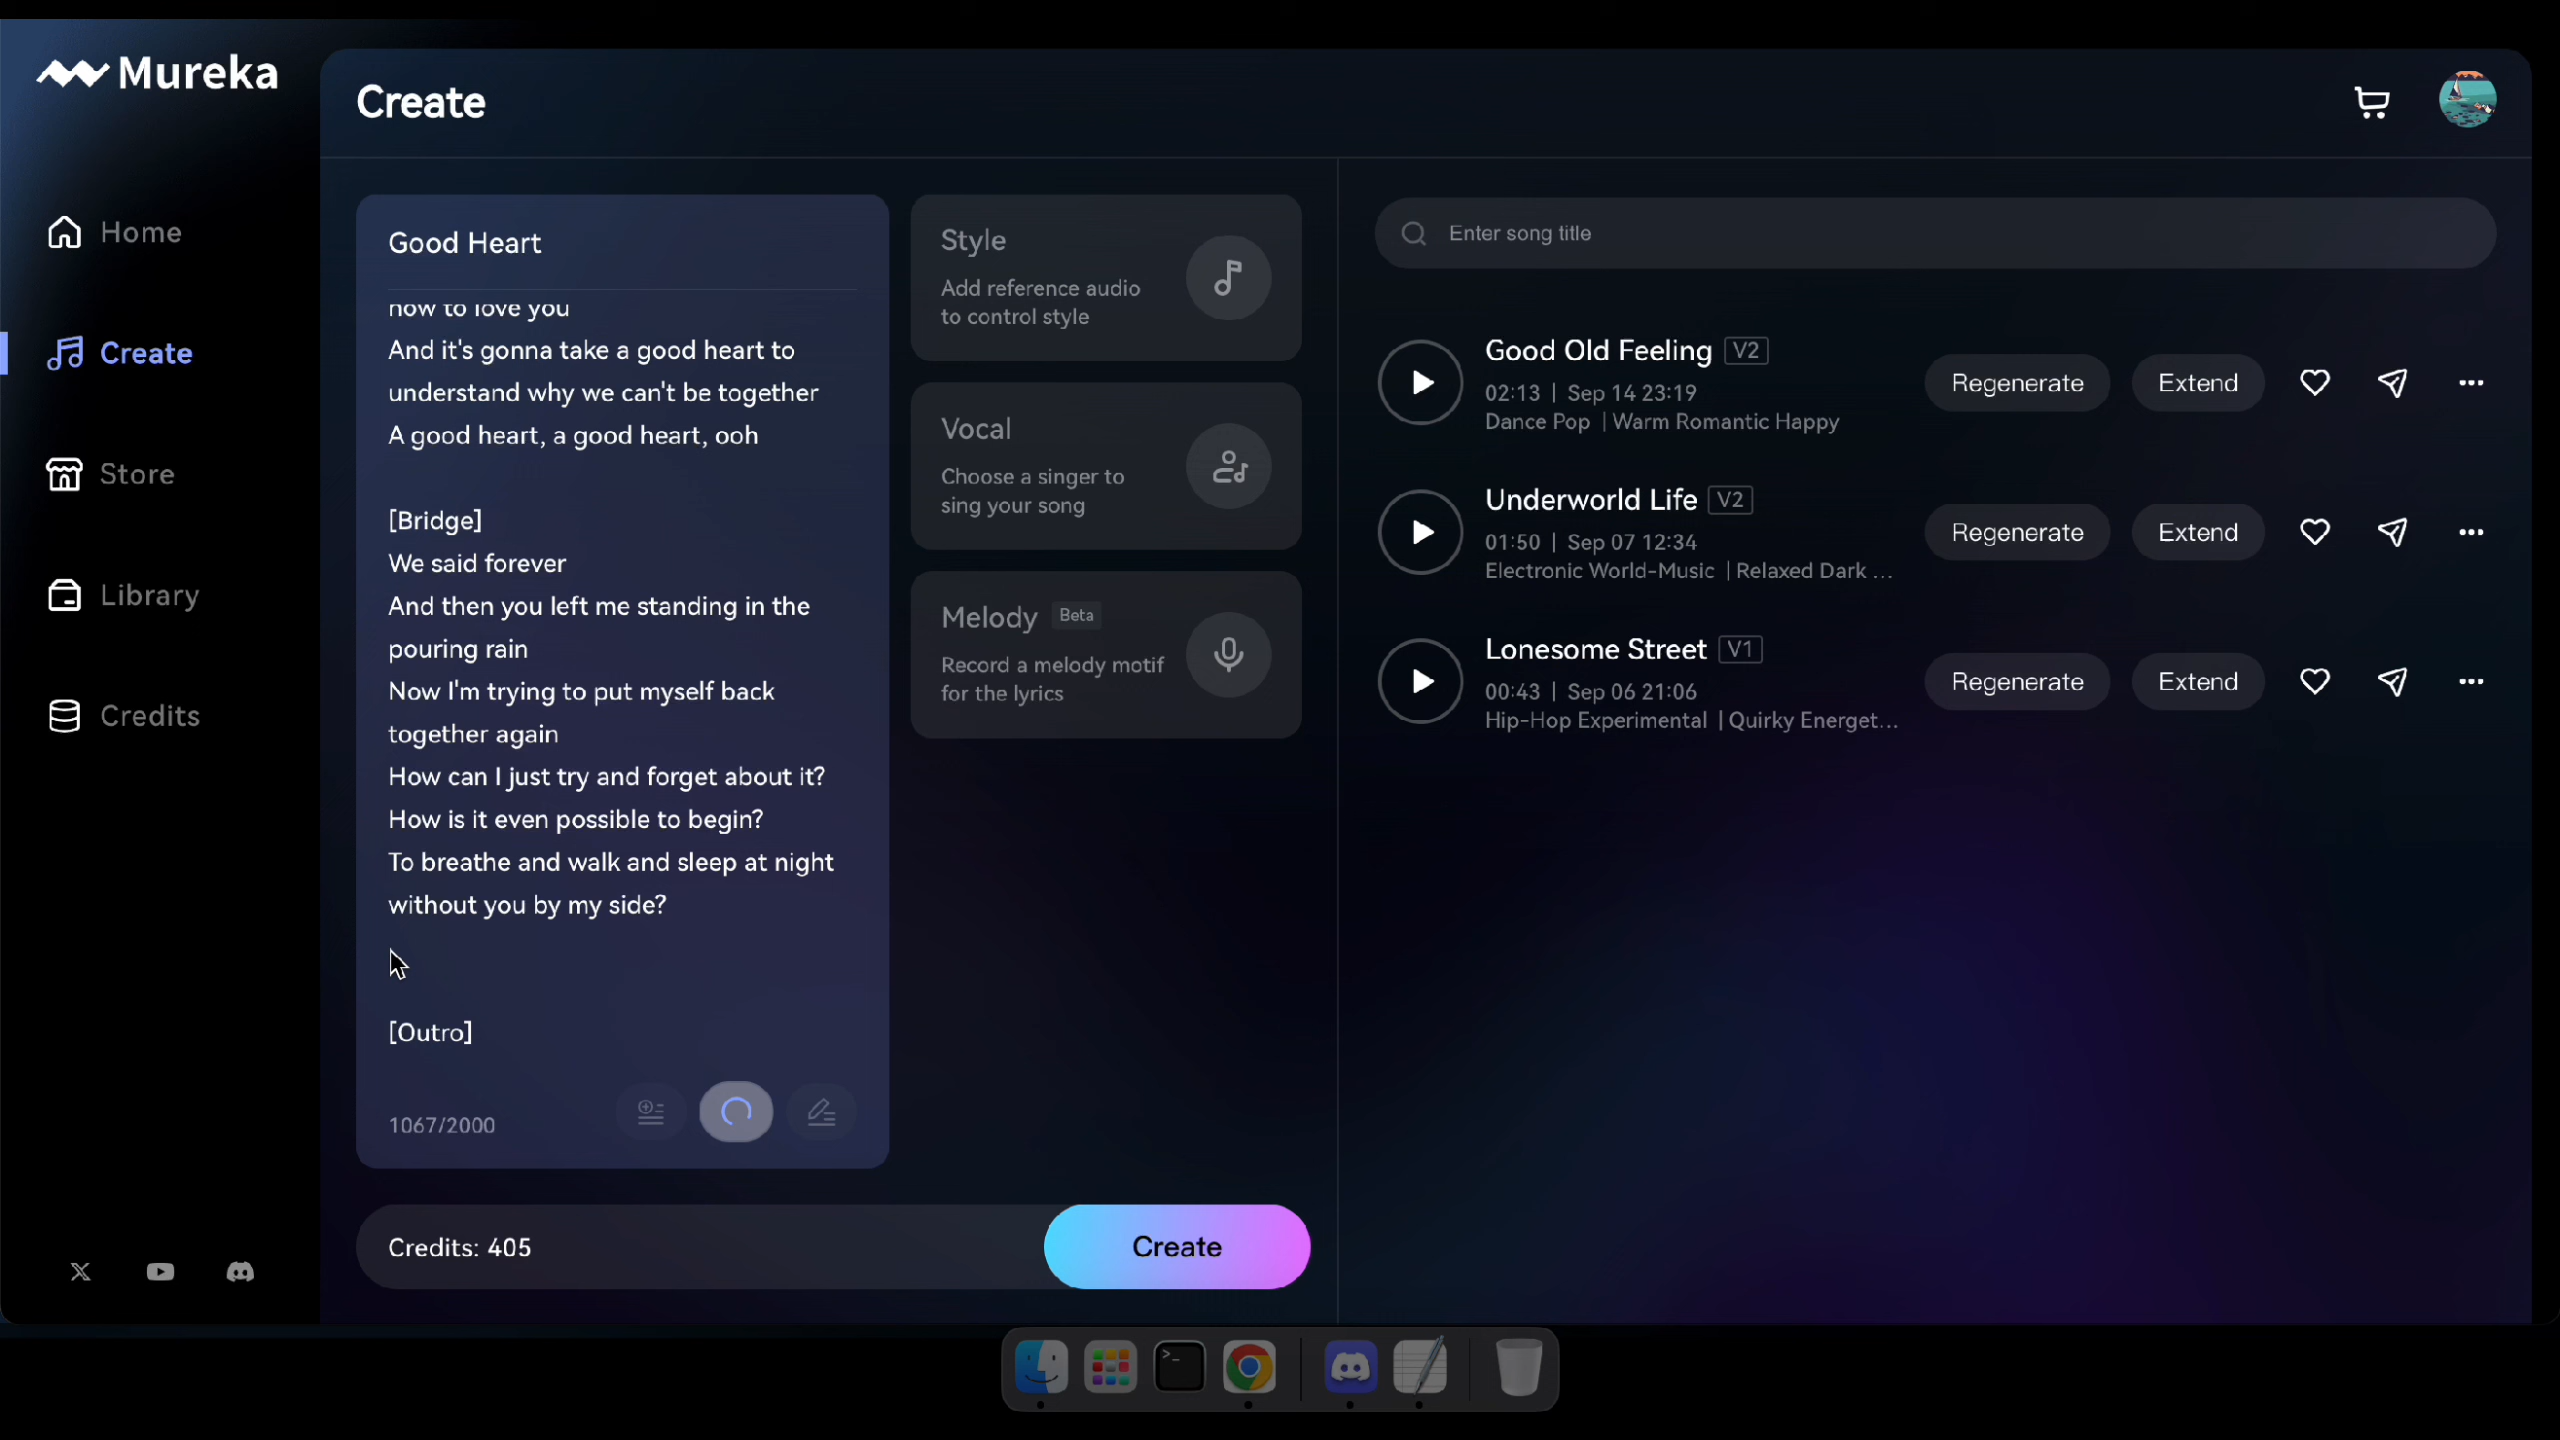 Mureka
Create
Home
Create
Store
Library
Credits
Good Heart
how to love you
And it's gonna take a good heart to
understand why we can't be together
A good heart, a good heart, ooh
[Bridge]
We said forever
And then you left me standing in the
pouring rain
Now I'm trying to put myself back
together again
How can I just try and forget about it?
How is it even possible to begin?
To breathe and walk and sleep at night
without you by my side?
[Outro]
1067/2000
Credits: 405
Create
Style
Add reference audio
to control style
Vocal
Choose a singer to
sing your song
Melody Beta
Record a melody motif
for the lyrics
Enter song title
Good Old Feeling V2
02:13 | Sep 14 23:19
Dance Pop | Warm Romantic Happy
Regenerate
Extend
Underworld Life V2
01:50 | Sep 07 12:34
Electronic World-Music | Relaxed Dark ...
Regenerate
Extend
Lonesome Street V1
00:43 | Sep 06 21:06
Hip-Hop Experimental | Quirky Energet...
Regenerate
Extend